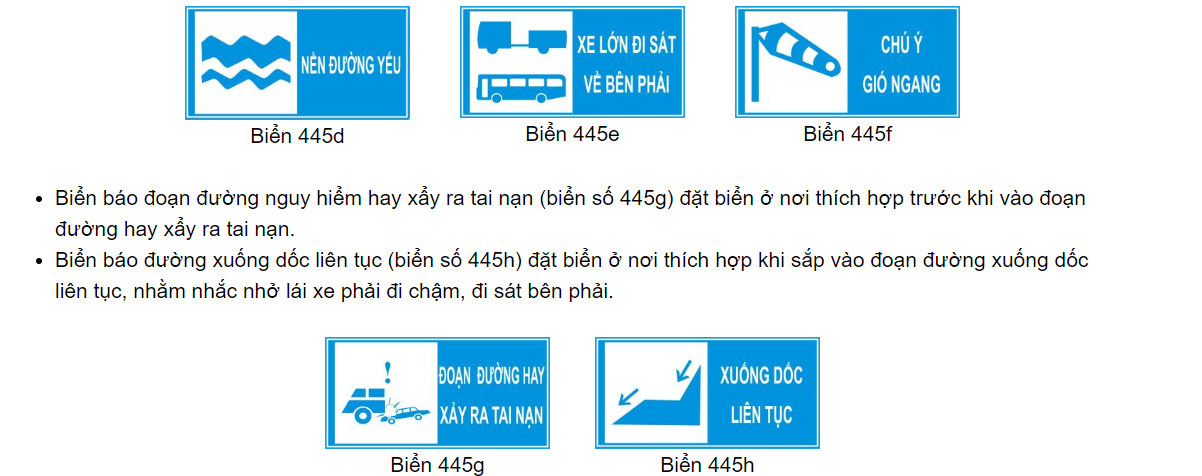 NỀN ĐƯỜNG YẾU
XE LỚN ĐI SÁT
VỀ BÊN PHẢI
CHÚ Ý
GIÓ NGANG
Biển 445d
Biển 445e
Biển 445f
• Biển báo đoạn đường nguy hiểm hay xẩy ra tai nạn (biển số 445g) đặt biển ở nơi thích hợp trước khi vào đoạn
đường hay xẩy ra tai nạn.
• Biển báo đường xuống dốc liên tục (biển số 445h) đặt biển ở nơi thích hợp khi sắp vào đoạn đường xuống dốc
liên tục, nhằm nhắc nhở lái xe phải đi chậm, đi sát bên phải.
ĐOẠN ĐƯỜNG HAY
XẢY RA TAI NẠN
XUỐNG DỐC
LIÊN TỤC
Biển 445g
Biển 445h